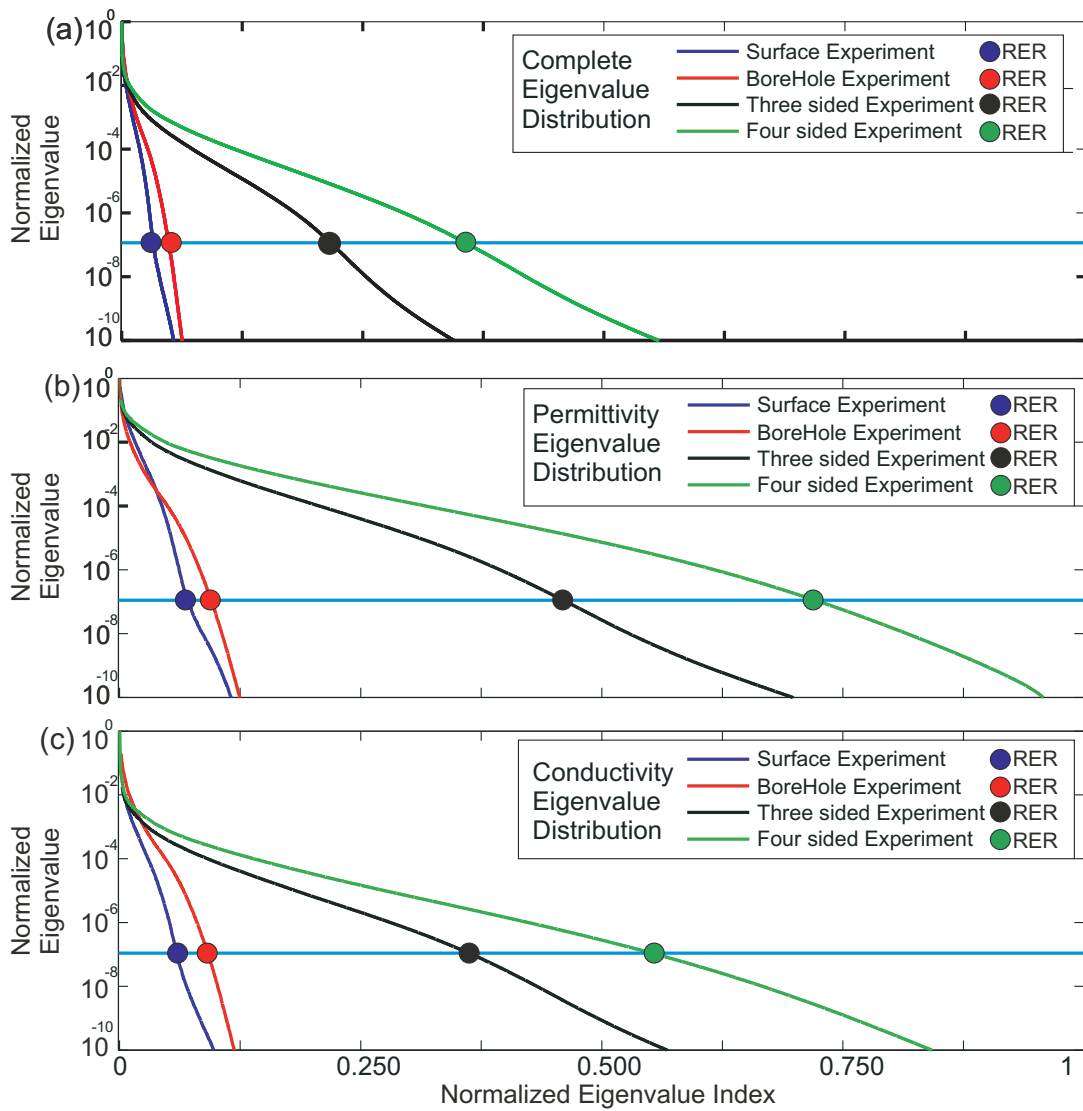 (a)
Complete
Eigenvalue
Distribution
Surface Experiment RER
BoreHole Experiment RER
Three sided Experiment RER
Four sided Experiment RER
Normalized
Eigenvalue
10^0
10^-2
10^-4
10^-6
10^-8
10^-10
(b)
Permittivity
Eigenvalue
Distribution
Surface Experiment RER
BoreHole Experiment RER
Three sided Experiment RER
Four sided Experiment RER
Normalized
Eigenvalue
10^0
10^-2
10^-4
10^-6
10^-8
10^-10
(c)
Conductivity
Eigenvalue
Distribution
Surface Experiment RER
BoreHole Experiment RER
Three sided Experiment RER
Four sided Experiment RER
Normalized
Eigenvalue
10^0
10^-2
10^-4
10^-6
10^-8
10^-10
0 0.250 0.500 0.750 1
Normalized Eigenvalue Index